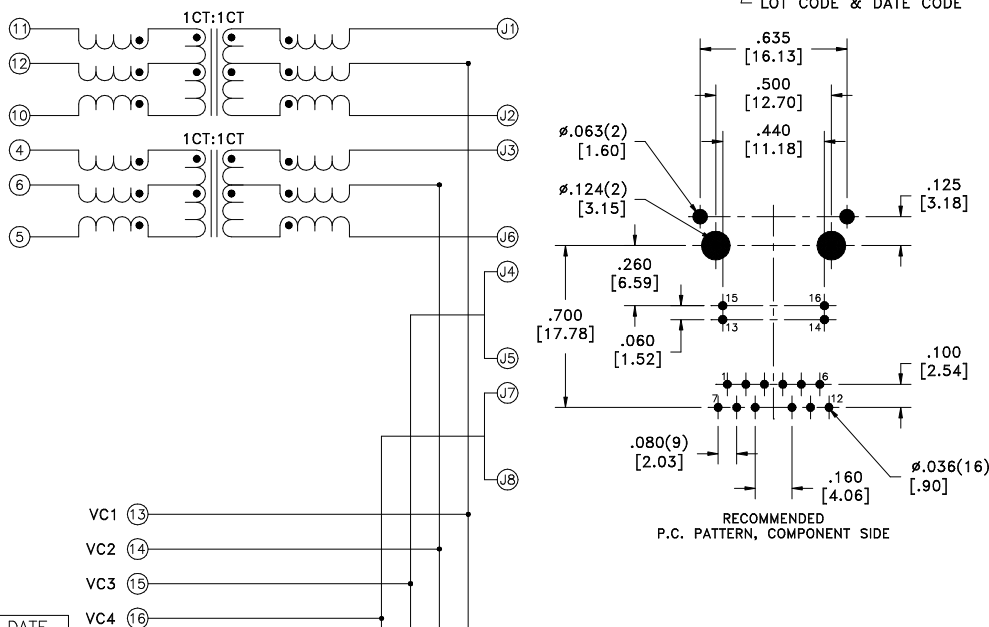 LOT CODE & DATE CODE
1CT:1CT
11
J1
12
10
J2
1CT:1CT
4
J3
6
5
J6
J4
J5
J7
J8
VC1 13
VC2 14
VC3 15
VC4 16
DATE
.635
[16.13]
.500
[12.70]
.440
[11.18]
ø.063(2)
[1.60]
ø.124(2)
[3.15]
.125
[3.18]
.260
[6.59]
.700
[17.78]
.060
[1.52]
15
16
13
14
.100
[2.54]
1
6
7
12
.080(9)
[2.03]
.160
[4.06]
ø.036(16)
[.90]
RECOMMENDED
P.C. PATTERN, COMPONENT SIDE